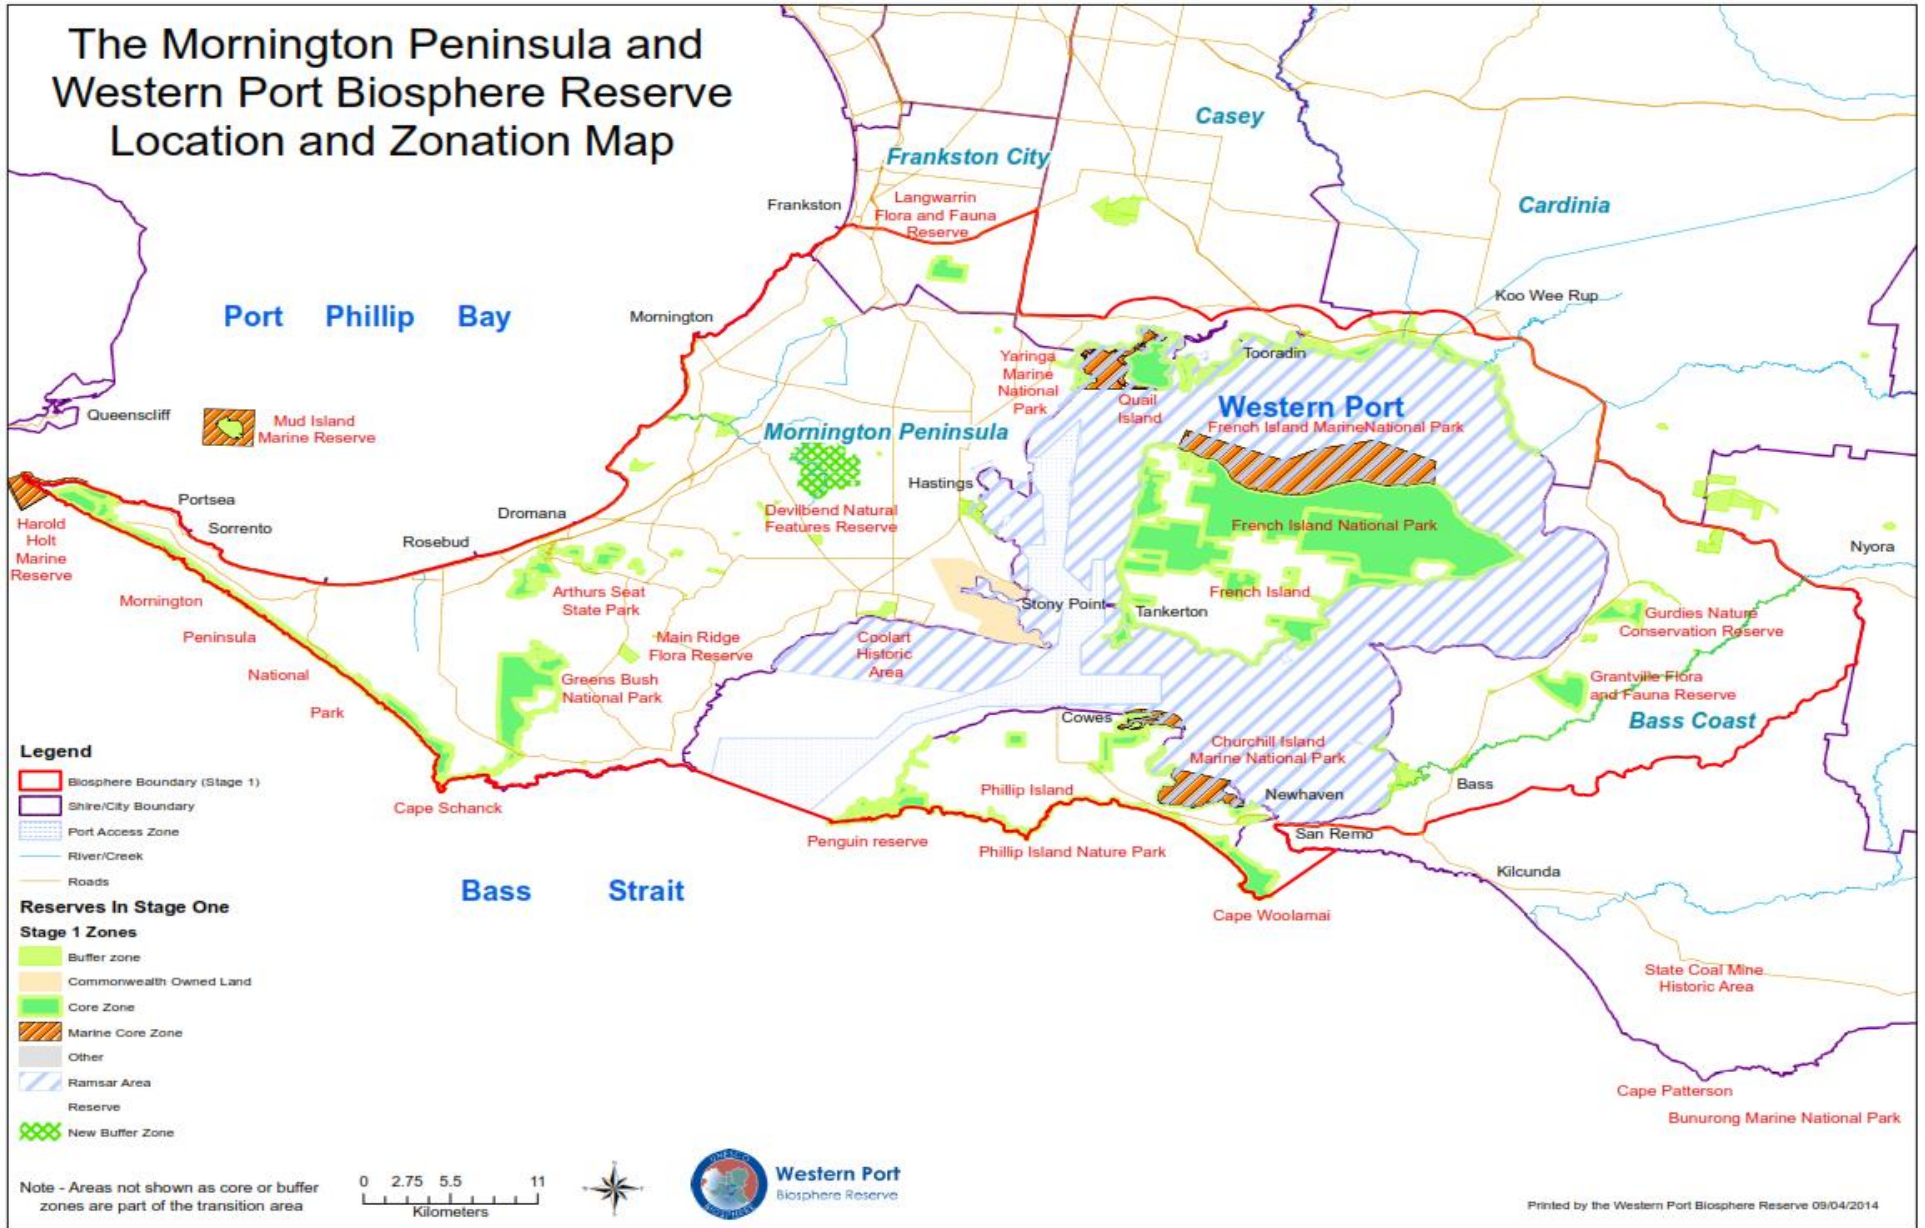 The Mornington Peninsula and
Western Port Biosphere Reserve
Location and Zonation Map
Casey
Frankston City
Cardinia
Frankston
Langwarrin
Flora and Fauna
Reserve
Port Phillip Bay
Mornington
Koo Wee Rup
Yaringa
Marine
National
Park
Tooradin
Quail
Island
Western Port
French Island MarineNational Park
Queenscliff
Mud Island
Marine Reserve
Mornington Peninsula
Hastings
Portsea
Sorrento
Dromana
Rosebud
Devilbend Natural
Features Reserve
French Island National Park
Harold
Holt
Marine
Reserve
Nyora
Mornington
Peninsula
National
Park
Arthurs Seat
State Park
Stony Point
Tankerton
French Island
Gurdies Nature
Conservation Reserve
Main Ridge
Flora Reserve
Coolart
Historic
Area
Greens Bush
National Park
Grantville Flora
and Fauna Reserve
Bass Coast
Cowes
Churchill Island
Marine National Park
Phillip Island
Newhaven
Bass
Cape Schanck
Penguin reserve
Phillip Island Nature Park
San Remo
Kilcunda
Bass Strait
Cape Woolamai
State Coal Mine
Historic Area
Cape Patterson
Bunurong Marine National Park
Legend
Biosphere Boundary (Stage 1)
Shire/City Boundary
Port Access Zone
River/Creek
Roads
Reserves In Stage One
Stage 1 Zones
Buffer zone
Commonwealth Owned Land
Core Zone
Marine Core Zone
Other
Ramsar Area
Reserve
New Buffer Zone
Note - Areas not shown as core or buffer
zones are part of the transition area
0 2.75 5.5 11
Kilometers
UNESCO
BIOSPHERE
Western Port
Biosphere Reserve
Printed by the Western Port Biosphere Reserve 09/04/2014